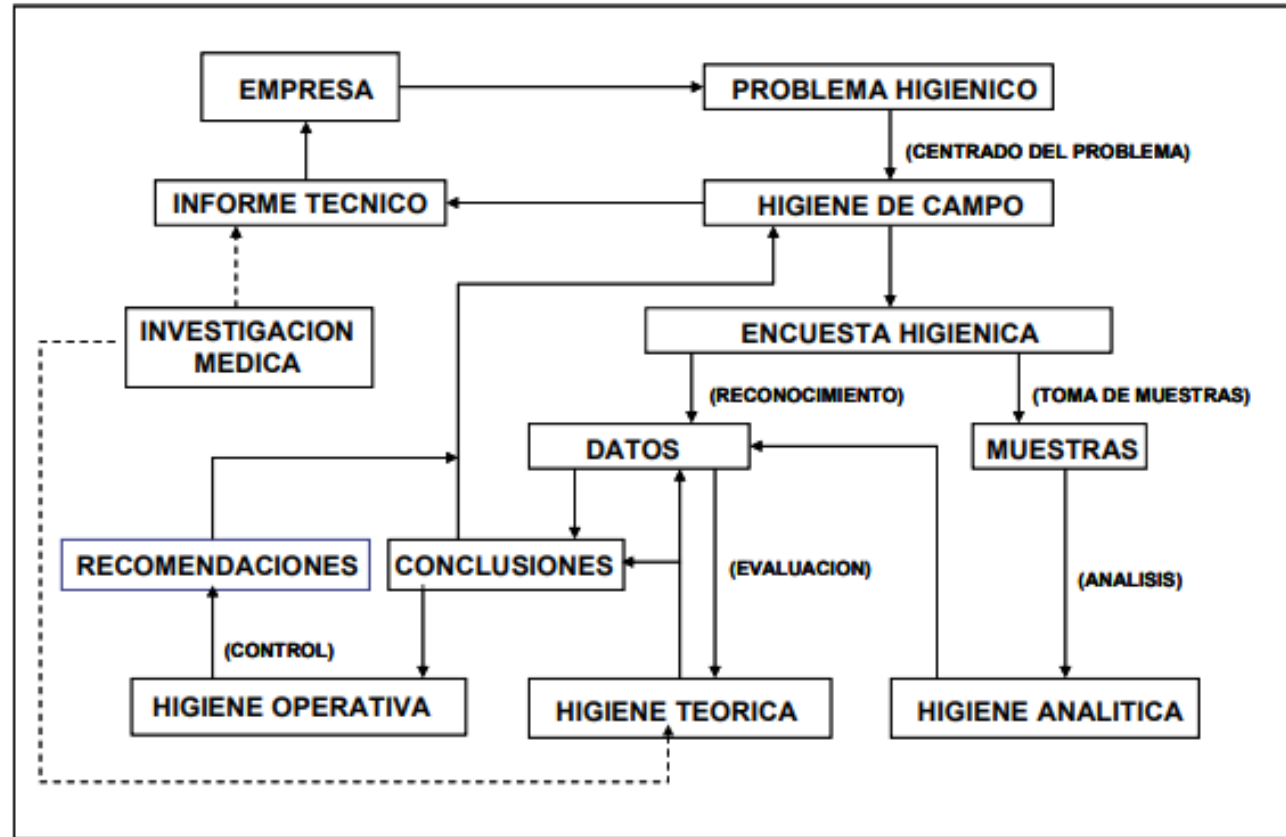 EMPRESA
PROBLEMA HIGIENICO
(CENTRADO DEL PROBLEMA)
INFORME TECNICO
HIGIENE DE CAMPO
INVESTIGACION
MEDICA
ENCUESTA HIGIENICA
(RECONOCIMIENTO)
(TOMA DE MUESTRAS)
DATOS
MUESTRAS
RECOMENDACIONES
CONCLUSIONES
(EVALUACION)
(ANALISIS)
(CONTROL)
HIGIENE OPERATIVA
HIGIENE TEORICA
HIGIENE ANALITICA